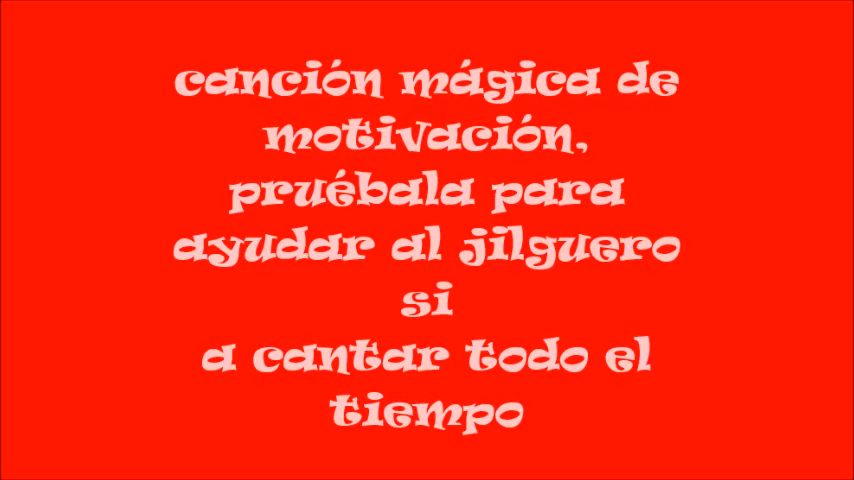 canción mágica de
motivación,
pruébala para
ayudar al jilguero
si
a cantar todo el
tiempo